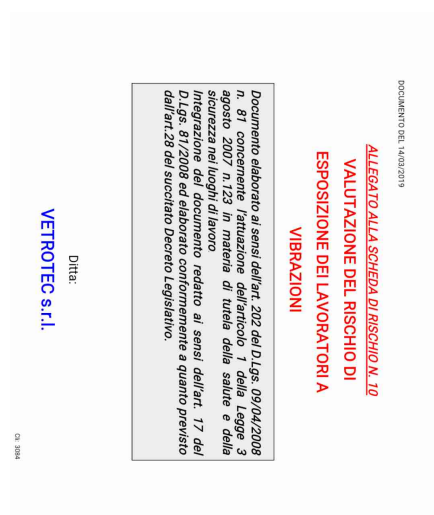 DOCUMENTO DEL 14/03/2019
ALLEGATO ALLA SCHEDA DI RISCHIO N. 10
VALUTAZIONE DEL RISCHIO DI
ESPOSIZIONE DEI LAVORATORI A
VIBRAZIONI
Documento elaborato ai sensi dell'art. 202 del D.Lgs. 09/04/2008
n. 81 concernente l'attuazione dell'articolo 1 della Legge 3
agosto 2007 n.123 in materia di tutela della salute e della
sicurezza nei luoghi di lavoro
Integrazione del documento redatto ai sensi dell'art. 17 del
D.Lgs. 81/2008 ed elaborato conformemente a quanto previsto
dall'art.28 del succitato Decreto Legislativo.
Ditta:
VETROTEC s.r.l.
Cli: 3084